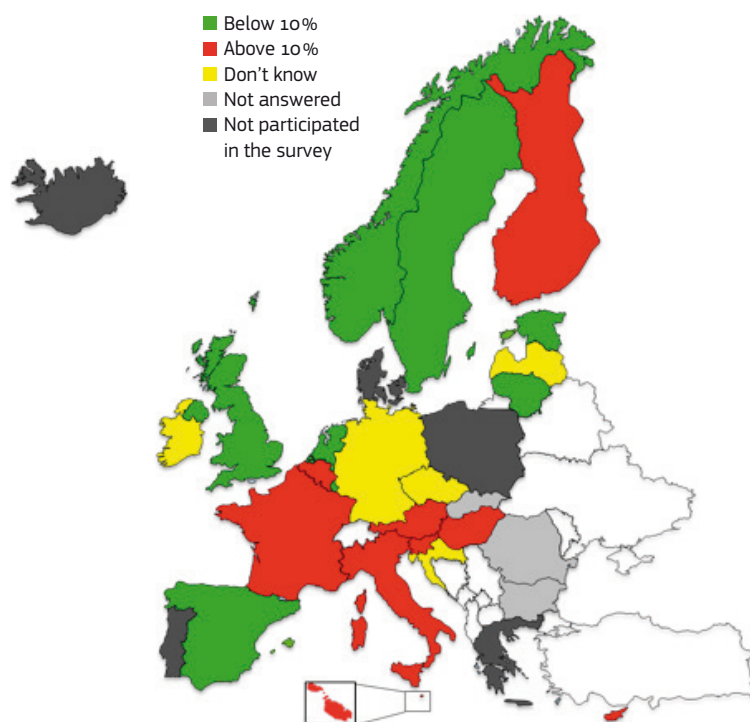 Below 10%
Above 10%
Don't know
Not answered
Not participated
in the survey